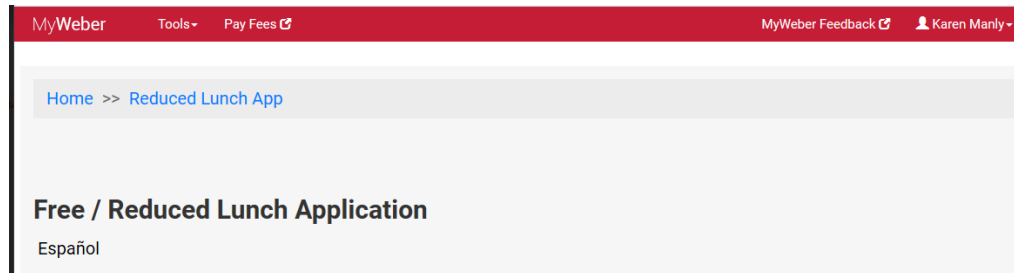 MyWeber Tools Pay Fees MyWeber Feedback Karen Manly
Home >> Reduced Lunch App
Free / Reduced Lunch Application
Español